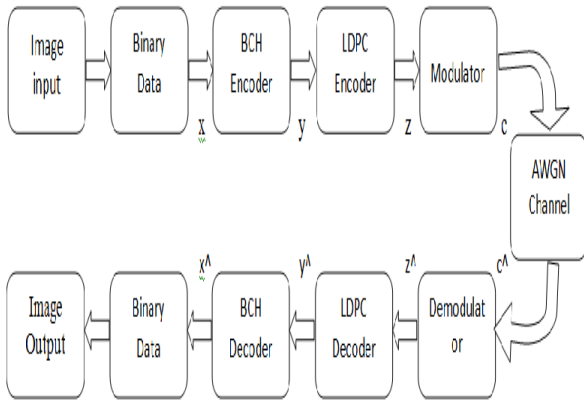 Image
input
Binary
Data
BCH
Encoder
LDPC
Encoder
Modulator
x
y
z
c
AWGN
Channel
x^
y^
z^
c^
Image
Output
Binary
Data
BCH
Decoder
LDPC
Decoder
Demodulat
or